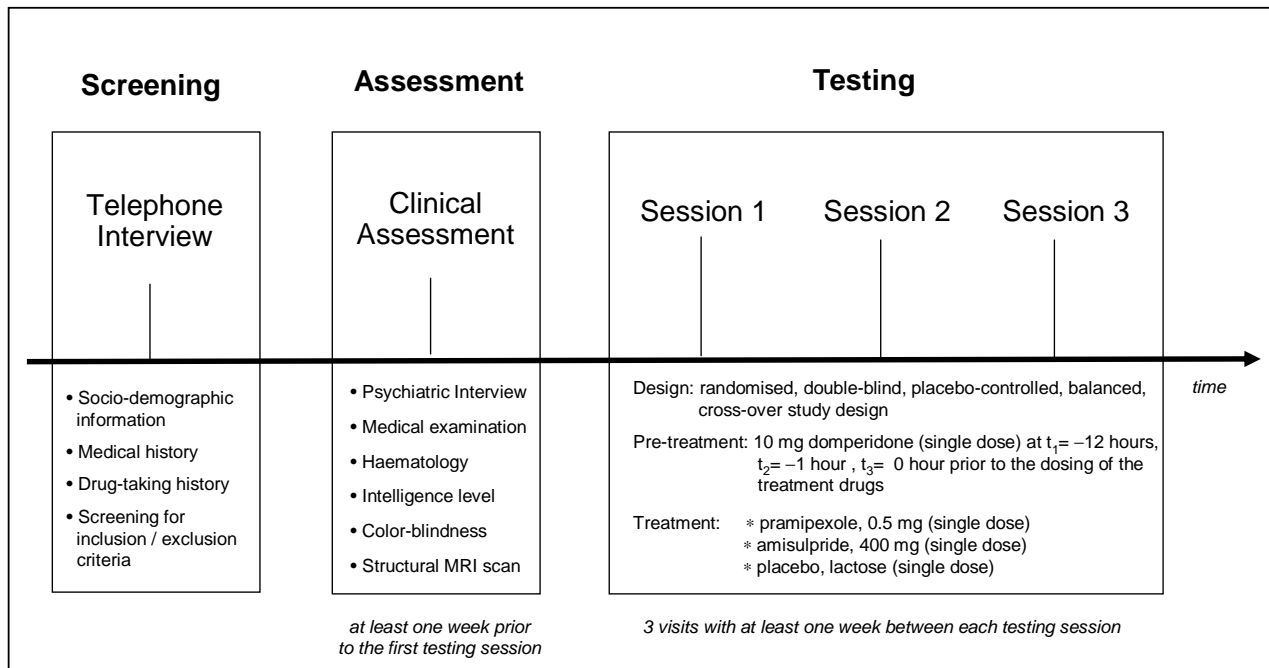 Screening
Telephone
Interview
• Socio-demographic
information
• Medical history
• Drug-taking history
• Screening for
inclusion / exclusion
criteria
Assessment
Clinical
Assessment
• Psychiatric Interview
• Medical examination
• Haematology
• Intelligence level
• Color-blindness
• Structural MRI scan
at least one week prior
to the first testing session
Testing
Session 1
Session 2
Session 3
Design: randomised, double-blind, placebo-controlled, balanced,
cross-over study design
Pre-treatment: 10 mg domperidone (single dose) at t₁= −12 hours,
t₂= −1 hour , t₃= 0 hour prior to the dosing of the
treatment drugs
Treatment: ∗ pramipexole, 0.5 mg (single dose)
∗ amisulpride, 400 mg (single dose)
∗ placebo, lactose (single dose)
3 visits with at least one week between each testing session
time